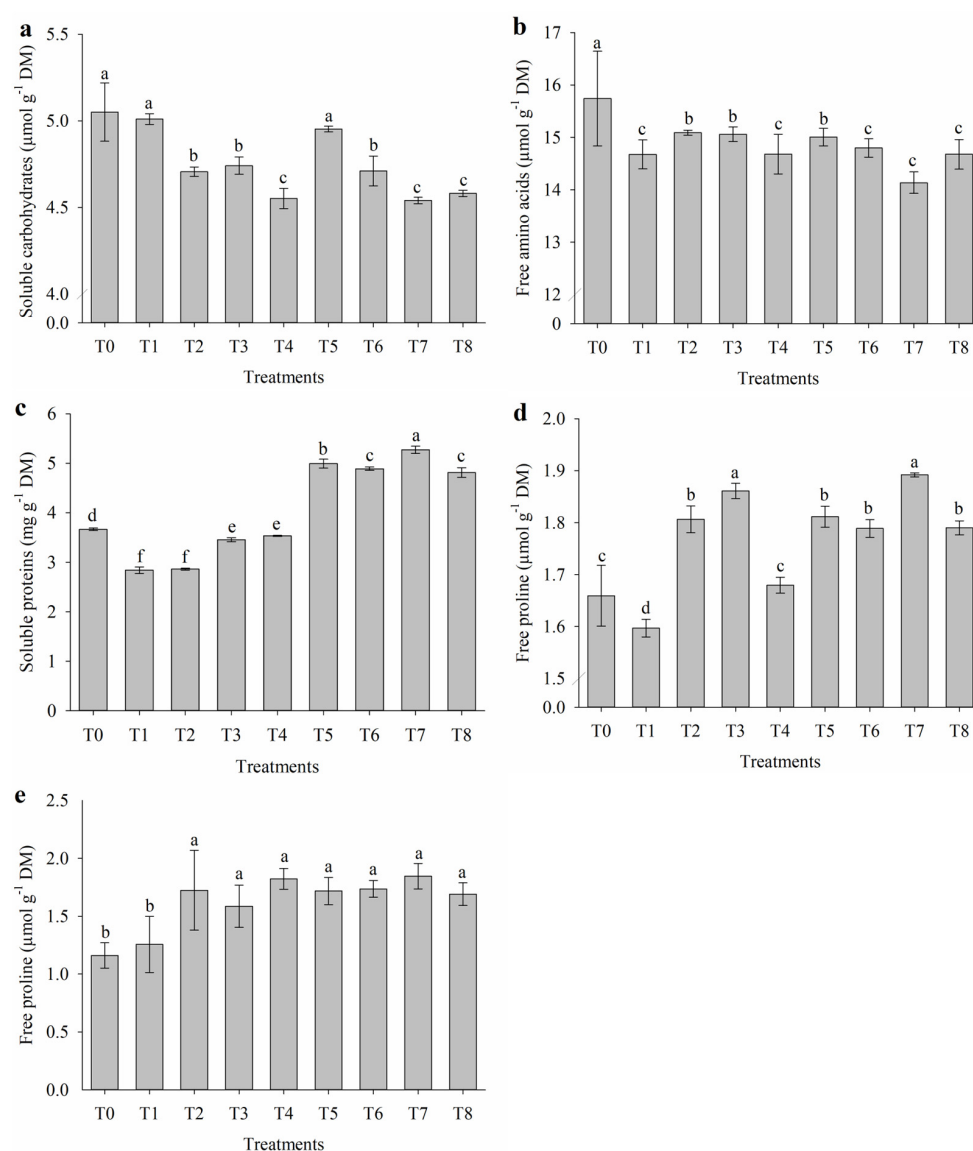 a
Soluble carbohydrates (µmol g⁻¹ DM)
5.5
5.0
4.5
4.0
0.0
a
a
b
b
c
a
b
c
c
T0 T1 T2 T3 T4 T5 T6 T7 T8
Treatments
b
Free amino acids (µmol g⁻¹ DM)
17
16
15
14
13
12
0
a
c
b
b
c
b
c
c
c
T0 T1 T2 T3 T4 T5 T6 T7 T8
Treatments
c
Soluble proteins (mg g⁻¹ DM)
6
5
4
3
2
1
0
d
f
f
e
e
b
c
a
c
T0 T1 T2 T3 T4 T5 T6 T7 T8
Treatments
d
Free proline (µmol g⁻¹ DM)
2.0
1.9
1.8
1.7
1.6
1.5
0.0
c
d
b
a
c
b
b
a
b
T0 T1 T2 T3 T4 T5 T6 T7 T8
Treatments
e
Free proline (µmol g⁻¹ DM)
2.5
2.0
1.5
1.0
0.5
0.0
b
b
a
a
a
a
a
a
a
T0 T1 T2 T3 T4 T5 T6 T7 T8
Treatments